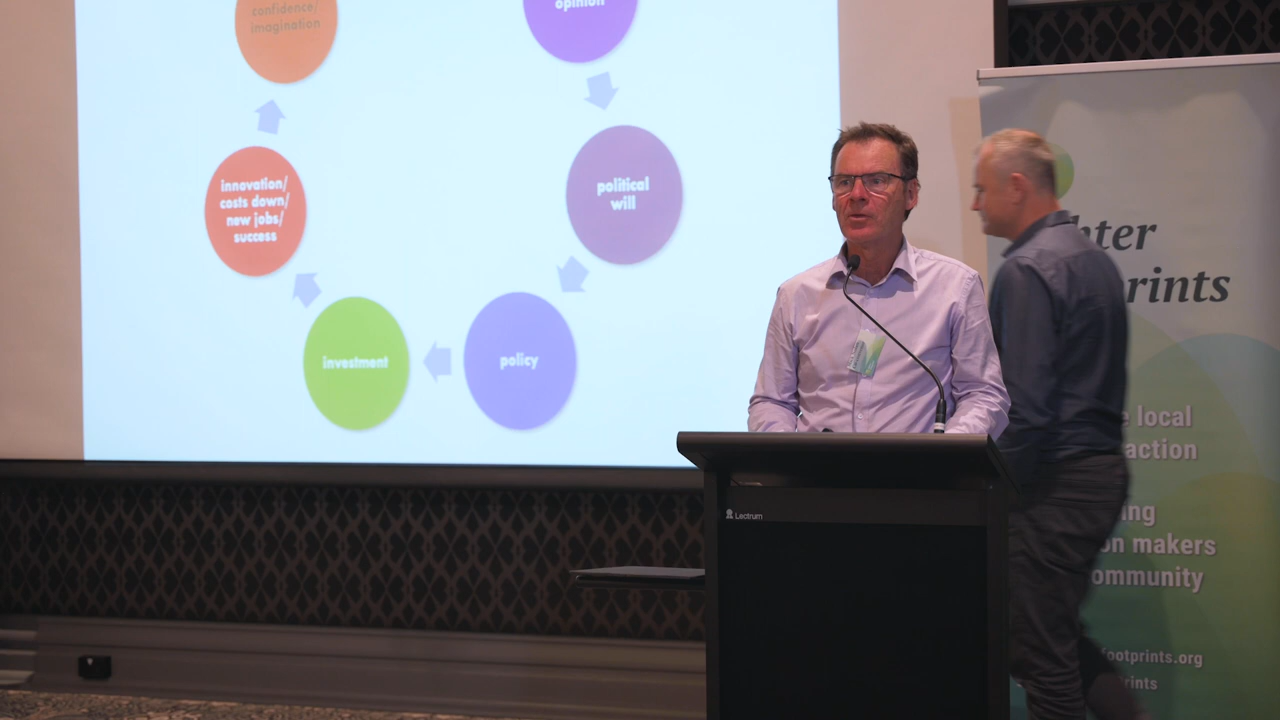 confidence/
imagination
opinion
innovation/
costs down/
new jobs/
success
political
will
investment
policy
Lectrum
hter
rints
local
action
ing
on makers
ommunity
footprints.org
rints